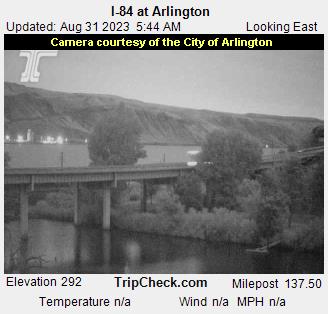 I-84 at Arlington
Updated: Aug 31 2023 5:44 AM Looking East
Camera courtesy of the City of Arlington
Elevation 292 TripCheck.com Milepost 137.50
Temperature n/a Wind n/a MPH n/a